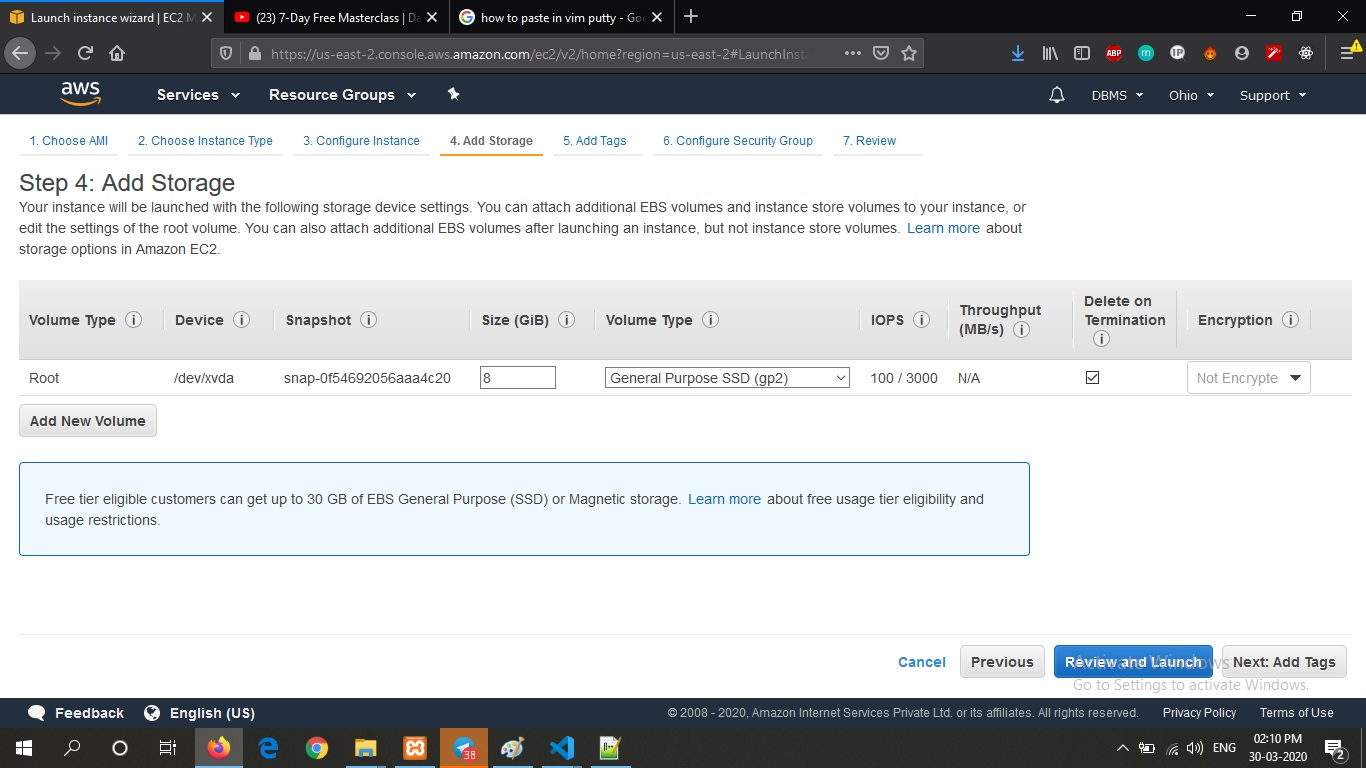 Launch instance wizard | EC2 M
(23) 7-Day Free Masterclass | Da
how to paste in vim putty - Goo
https://us-east-2.console.aws.amazon.com/ec2/v2/home?region=us-east-2#LaunchInsta
ABP
m
IP
aws
Services
Resource Groups
DBMS
Ohio
Support
1. Choose AMI
2. Choose Instance Type
3. Configure Instance
4. Add Storage
5. Add Tags
6. Configure Security Group
7. Review
Step 4: Add Storage
Your instance will be launched with the following storage device settings. You can attach additional EBS volumes and instance store volumes to your instance, or
edit the settings of the root volume. You can also attach additional EBS volumes after launching an instance, but not instance store volumes. Learn more about
storage options in Amazon EC2.
Volume Type
Device
Snapshot
Size (GiB)
Volume Type
IOPS
Throughput
(MB/s)
Delete on
Termination
Encryption
Root
/dev/xvda
snap-0f54692056aaa4c20
8
General Purpose SSD (gp2)
100 / 3000
N/A
Not Encrypte
Add New Volume
Free tier eligible customers can get up to 30 GB of EBS General Purpose (SSD) or Magnetic storage. Learn more about free usage tier eligibility and
usage restrictions.
Cancel
Previous
Review and Launch
Next: Add Tags
Activate Windows
Go to Settings to activate Windows.
Feedback
English (US)
© 2008 - 2020, Amazon Internet Services Private Ltd. or its affiliates. All rights reserved.
Privacy Policy
Terms of Use
38
ENG
02:10 PM
30-03-2020
2